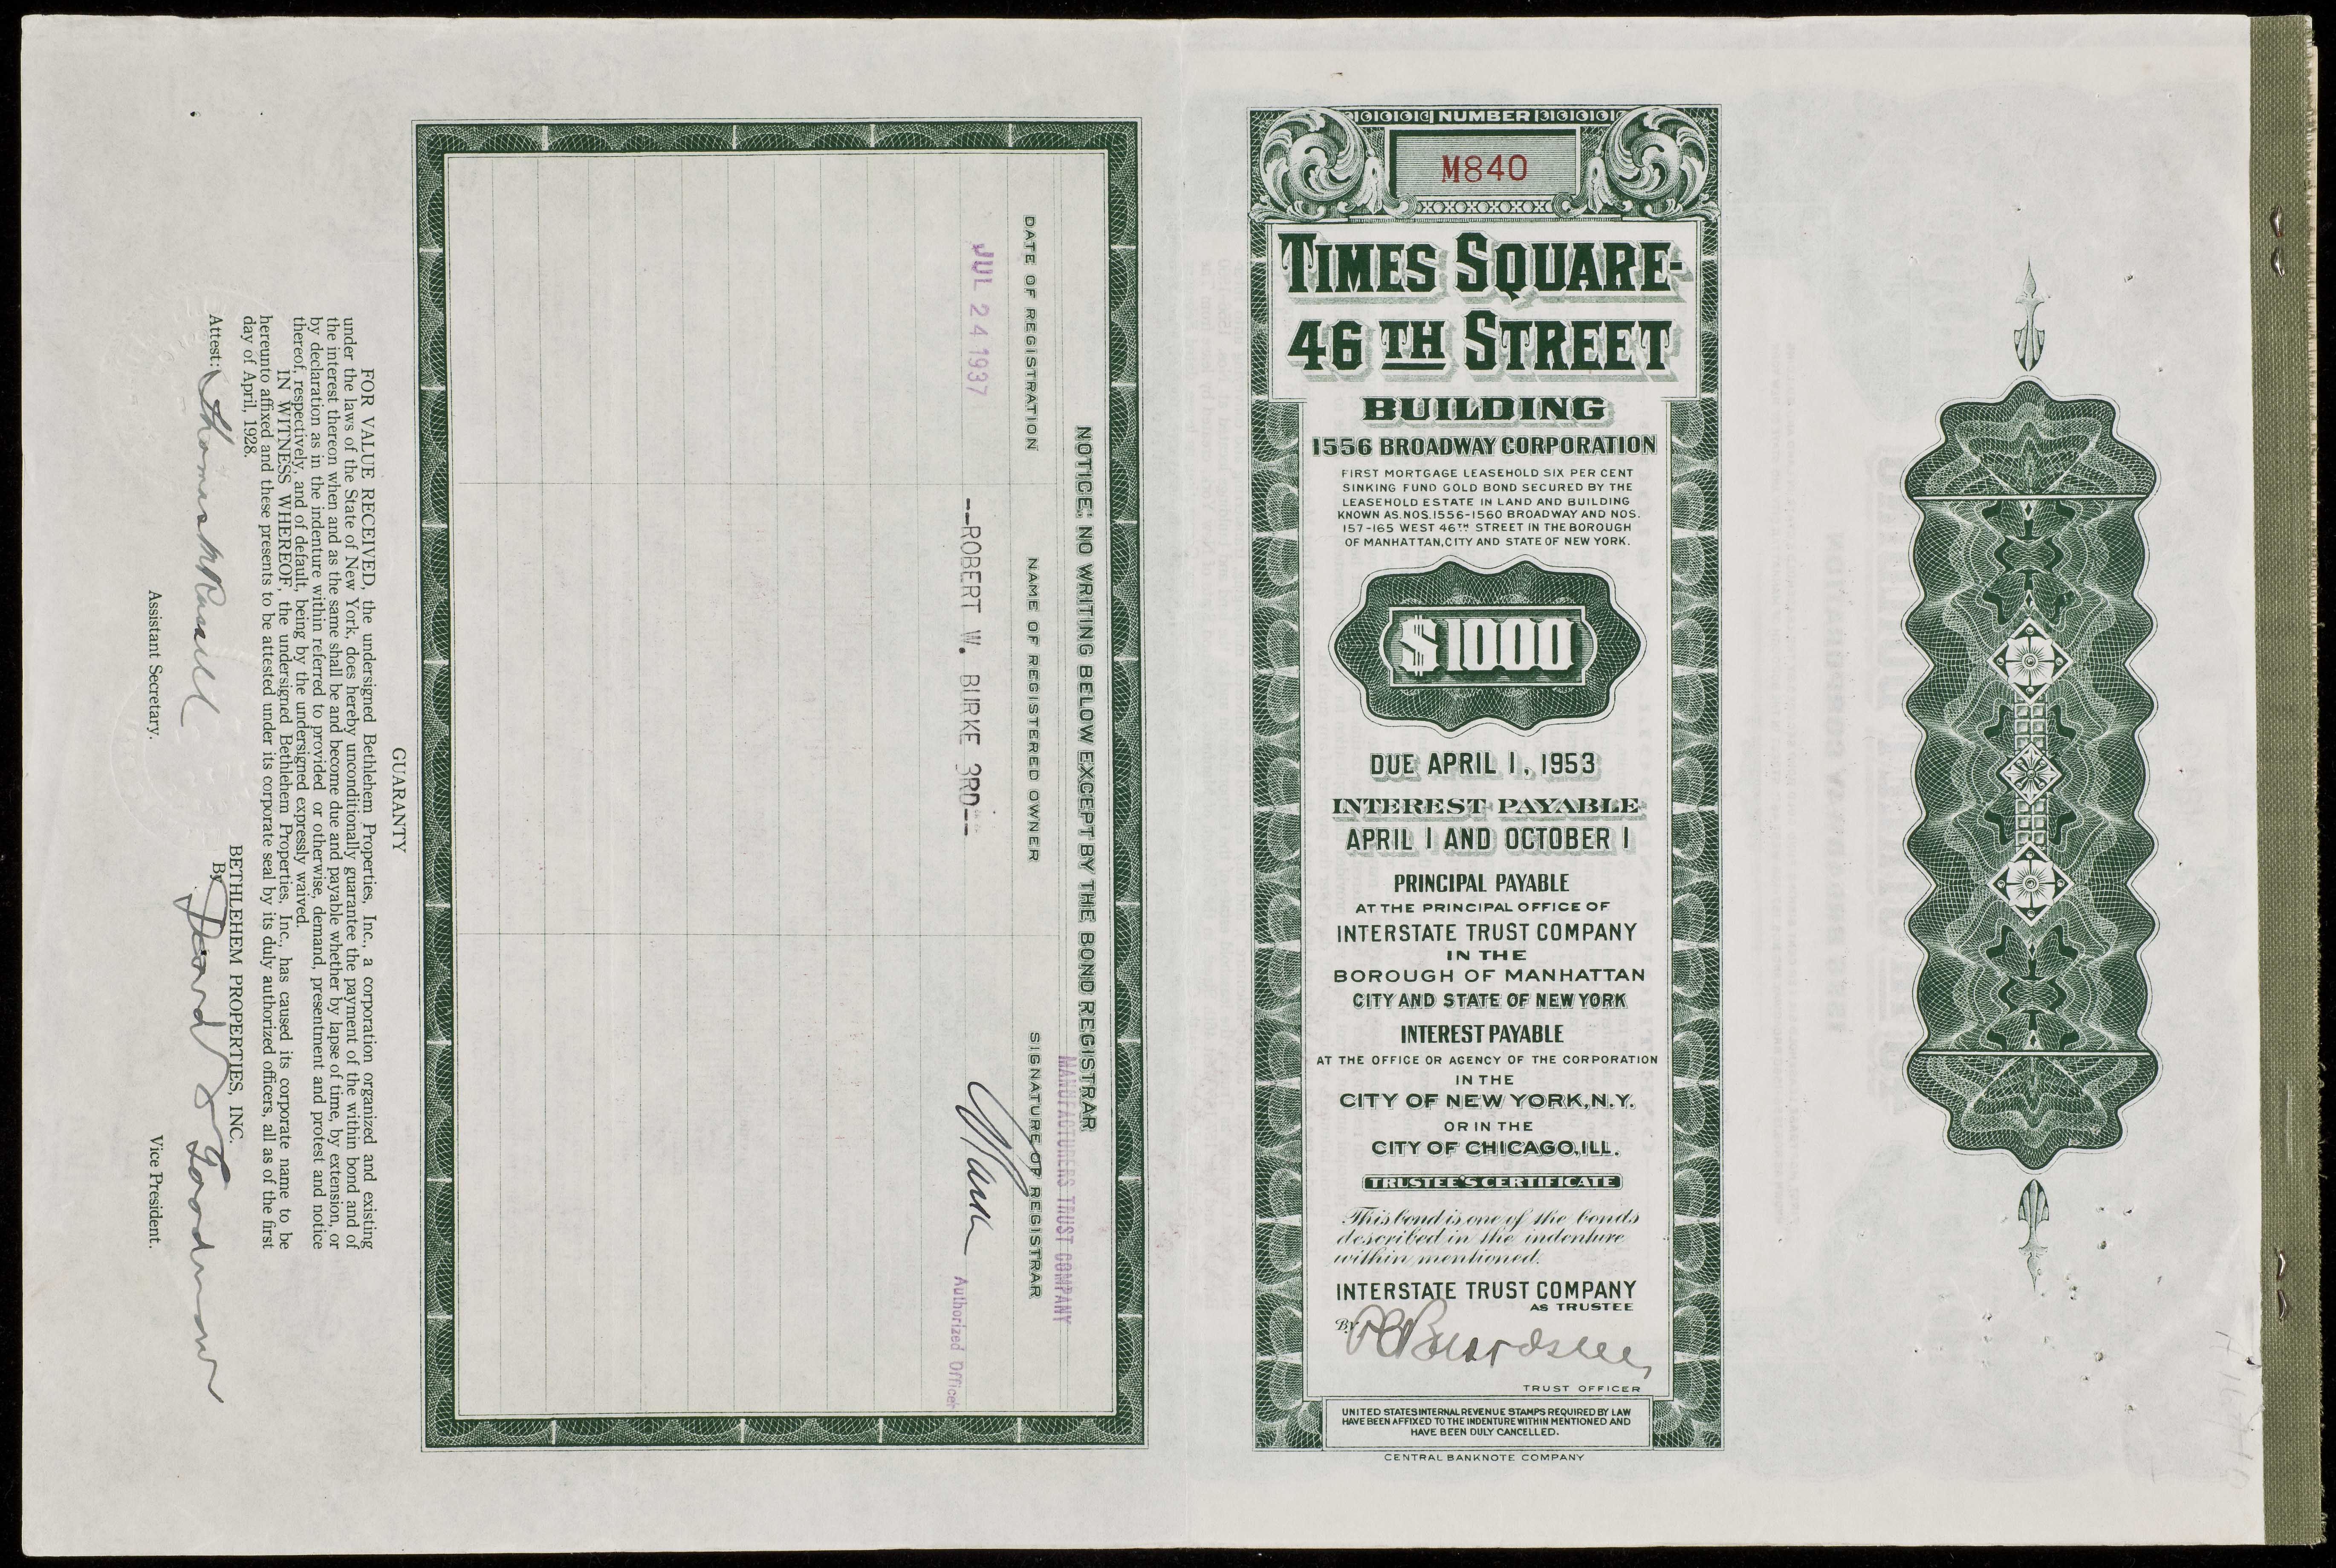 NUMBER
M840
TIMES SQUARE-
46TH STREET
BUILDING
1556 BROADWAY CORPORATION
FIRST MORTGAGE LEASEHOLD SIX PER CENT
SINKING FUND GOLD BOND SECURED BY THE
LEASEHOLD ESTATE IN LAND AND BUILDING
KNOWN AS NOS. 1556-1560 BROADWAY AND NOS.
157-165 WEST 46TH STREET IN THE BOROUGH
OF MANHATTAN, CITY AND STATE OF NEW YORK.
$1000
DUE APRIL 1, 1953
INTEREST PAYABLE
APRIL 1 AND OCTOBER 1
PRINCIPAL PAYABLE
AT THE PRINCIPAL OFFICE OF
INTERSTATE TRUST COMPANY
IN THE
BOROUGH OF MANHATTAN
CITY AND STATE OF NEW YORK
INTEREST PAYABLE
AT THE OFFICE OR AGENCY OF THE CORPORATION
IN THE
CITY OF NEW YORK, N.Y.
OR IN THE
CITY OF CHICAGO, ILL.
TRUSTEE'S CERTIFICATE
This bond is one of the bonds
described in the indenture
within mentioned.
INTERSTATE TRUST COMPANY
AS TRUSTEE
By
TRUST OFFICER
UNITED STATES INTERNAL REVENUE STAMPS REQUIRED BY LAW
HAVE BEEN AFFIXED TO THE INDENTURE WITHIN MENTIONED AND
HAVE BEEN DULY CANCELLED.
CENTRAL BANKNOTE COMPANY
NOTICE: NO WRITING BELOW EXCEPT BY THE BOND REGISTRAR
MANUFACTURERS TRUST COMPANY
DATE OF REGISTRATION NAME OF REGISTERED OWNER SIGNATURE OF REGISTRAR
JUL 24 1937 --ROBERT W. BURKE 3RD--
Authorized Officer
GUARANTY
FOR VALUE RECEIVED, the undersigned Bethlehem Properties, Inc., a corporation organized and existing
under the laws of the State of New York, does hereby unconditionally guarantee the payment of the within bond and of
the interest thereon when and as the same shall be and become due and payable whether by lapse of time, by extension, or
by declaration as in the indenture within referred to provided or otherwise, demand, presentment and protest and notice
thereof, respectively, and of default, being by the undersigned expressly waived.
IN WITNESS WHEREOF, the undersigned Bethlehem Properties, Inc., has caused its corporate name to be
hereunto affixed and these presents to be attested under its corporate seal by its duly authorized officers, all as of the first
day of April, 1928.
BETHLEHEM PROPERTIES, INC.
Attest: Thomas By Goodman
Assistant Secretary. Vice President.